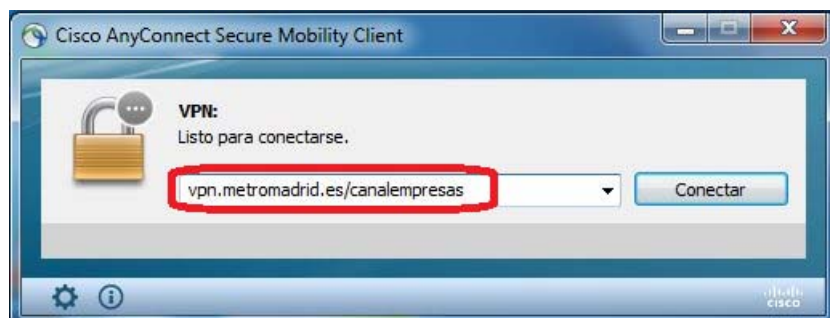 Cisco AnyConnect Secure Mobility Client
VPN:
Listo para conectarse.
vpn.metromadrid.es/canalempresas
Conectar
cisco